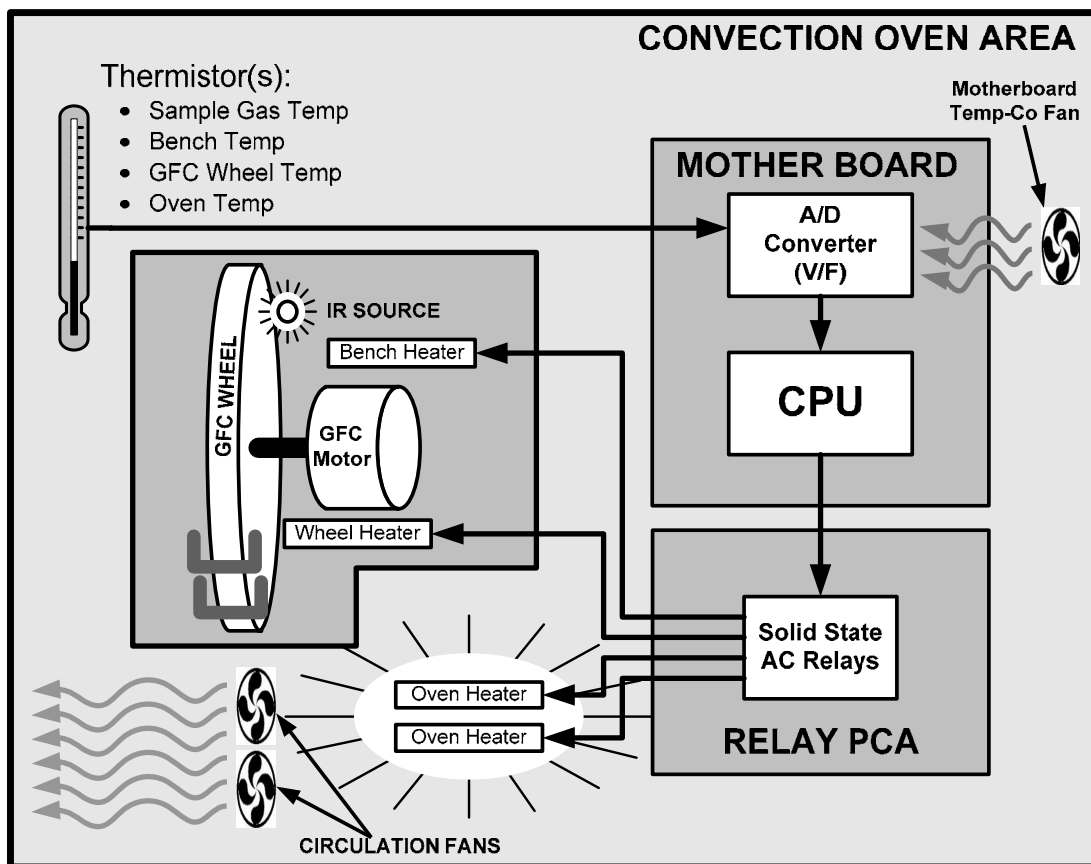 CONVECTION OVEN AREA
Thermistor(s):
• Sample Gas Temp
• Bench Temp
• GFC Wheel Temp
• Oven Temp
Motherboard
Temp-Co Fan
MOTHER BOARD
A/D
Converter
(V/F)
CPU
GFC WHEEL
IR SOURCE
Bench Heater
GFC
Motor
Wheel Heater
Solid State
AC Relays
RELAY PCA
Oven Heater
Oven Heater
CIRCULATION FANS